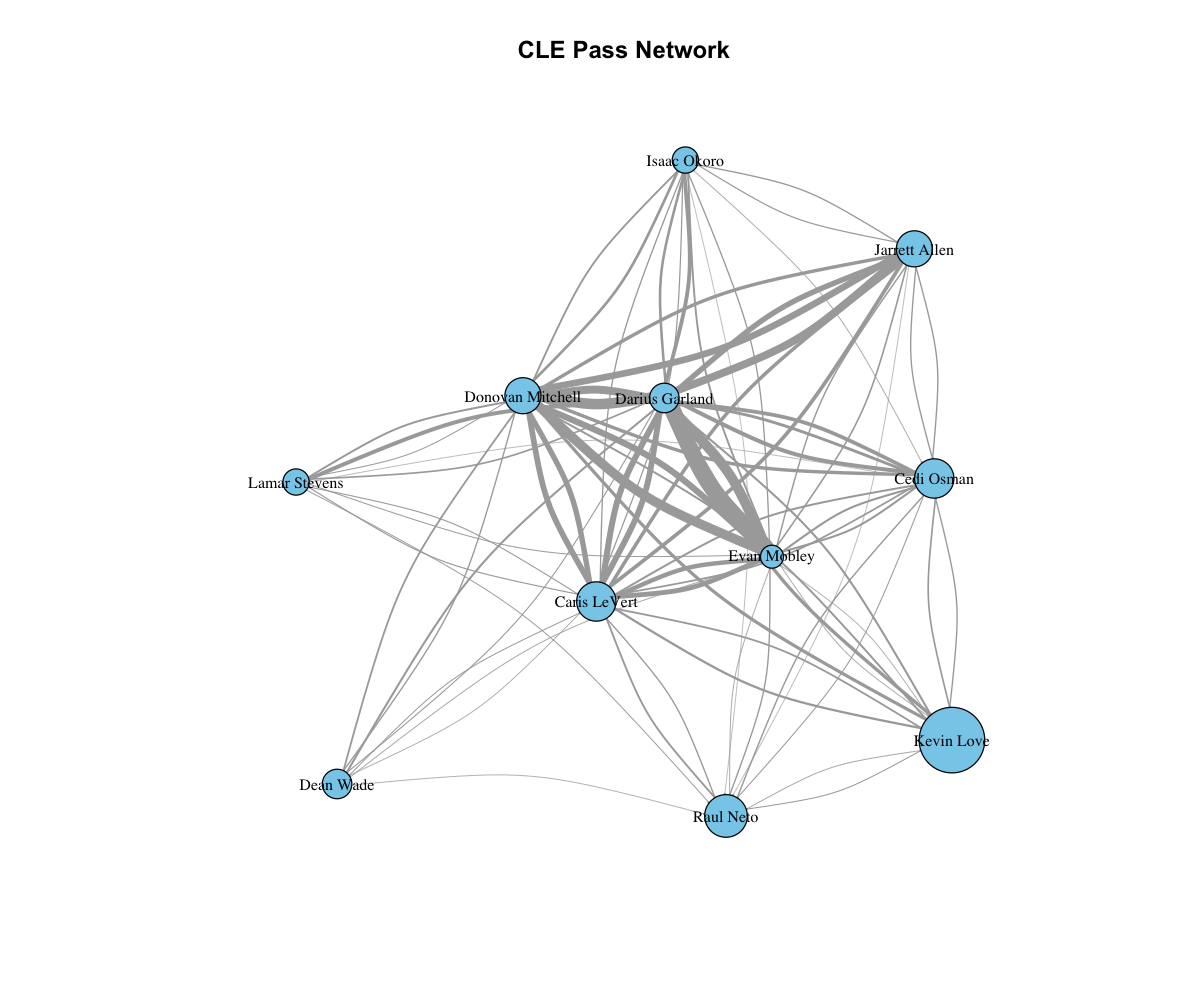 CLE Pass Network
Isaac Okoro
Jarrett Allen
Donovan Mitchell
Darius Garland
Lamar Stevens
Cedi Osman
Evan Mobley
Caris LeVert
Kevin Love
Dean Wade
Raul Neto